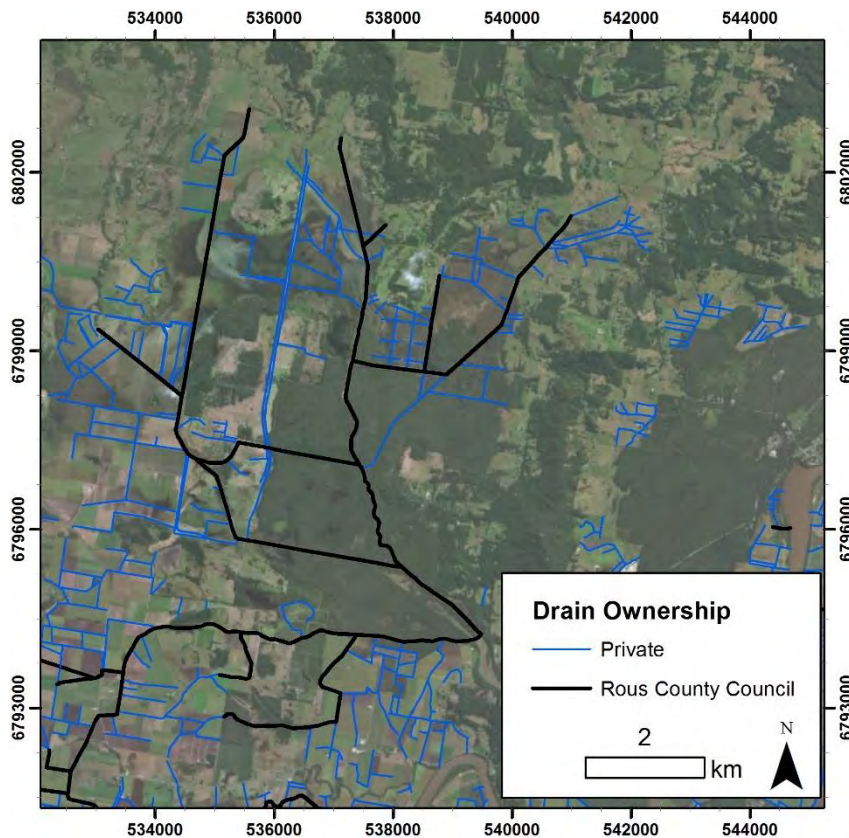 534000 536000 538000 540000 542000 544000
6802000 6802000
6799000 6799000
6796000 6796000
Drain Ownership
Private
Rous County Council
6793000 6793000
2
km
N
534000 536000 538000 540000 542000 544000